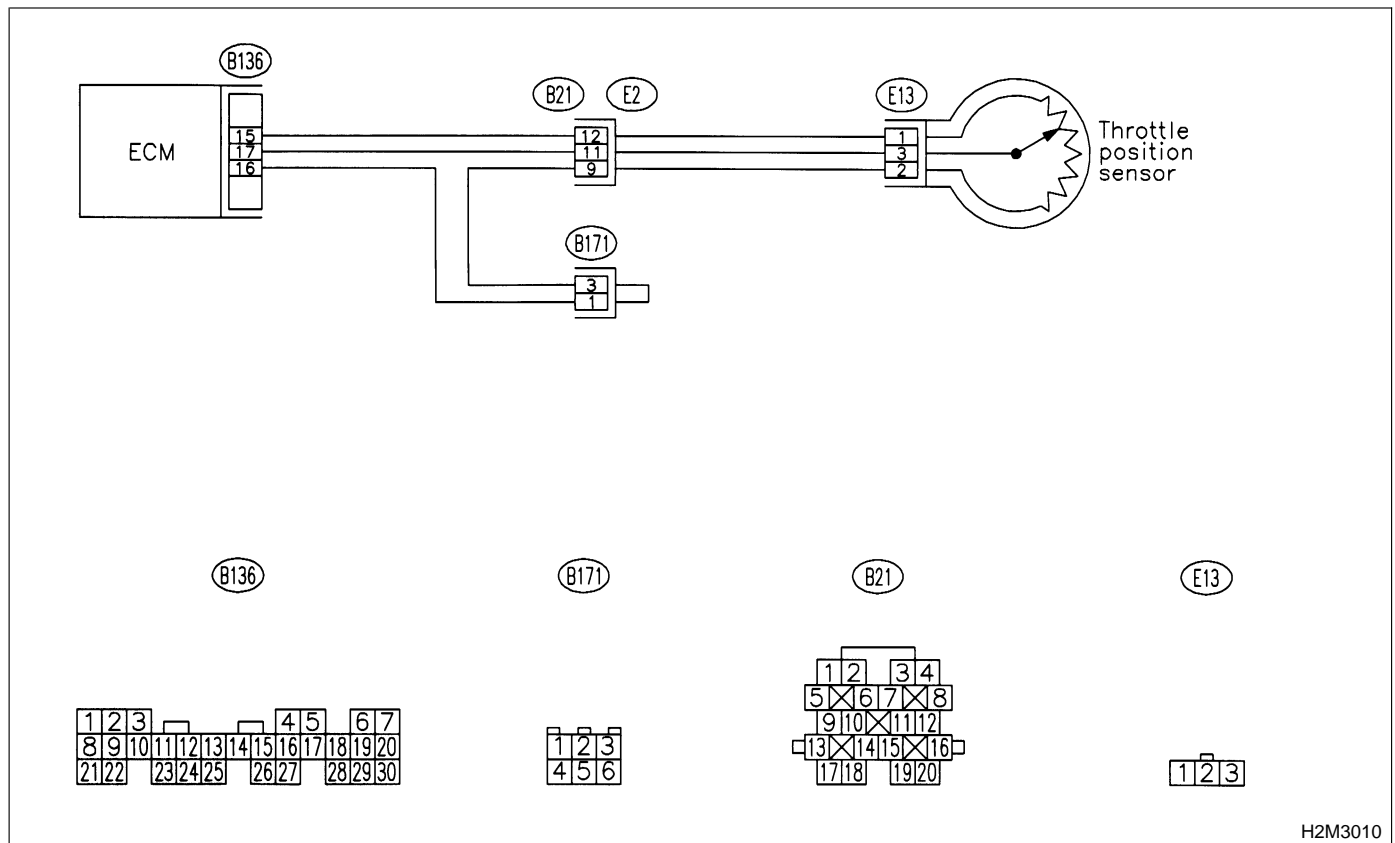 B136
B21 E2
E13
ECM
15
17
16
12
11
9
1
3
2
Throttle
position
sensor
B171
3
1
B136
B171
B21
E13
1 2 3 4 5 6 7
8 9 10 11 12 13 14 15 16 17 18 19 20
21 22 23 24 25 26 27 28 29 30
1 2 3
4 5 6
1 2 3 4
5 6 7 8
9 10 11 12
13 14 15 16
17 18 19 20
1 2 3
H2M3010